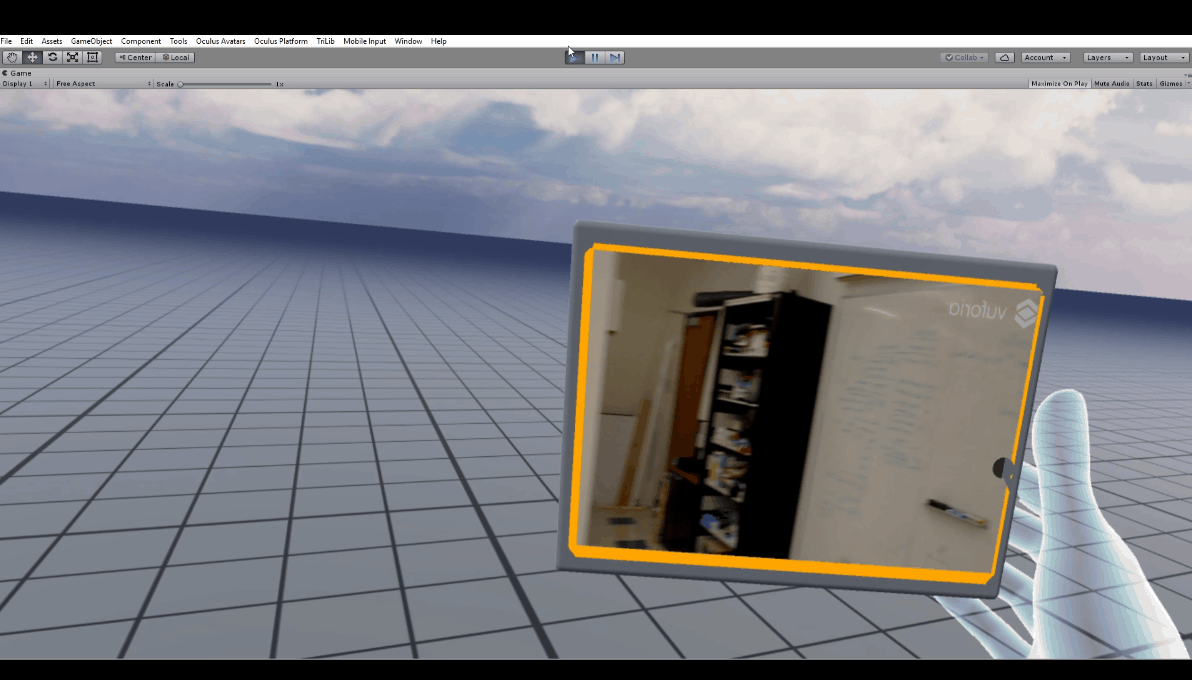 File Edit Assets GameObject Component Tools Oculus Avatars Oculus Platform TriLib Mobile Input Window Help
Center Local Collab Account Layers Layout
Game
Display 1 Free Aspect Scale 1x Maximize On Play Mute Audio Stats Gizmos
vuforia